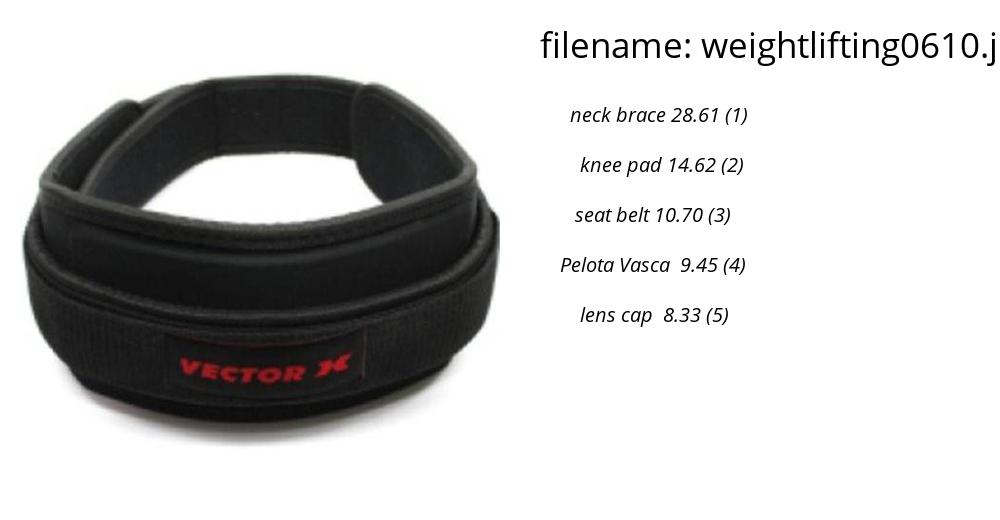 filename: weightlifting0610.j
neck brace 28.61 (1)
knee pad 14.62 (2)
seat belt 10.70 (3)
Pelota Vasca 9.45 (4)
lens cap 8.33 (5)
VECTOR X